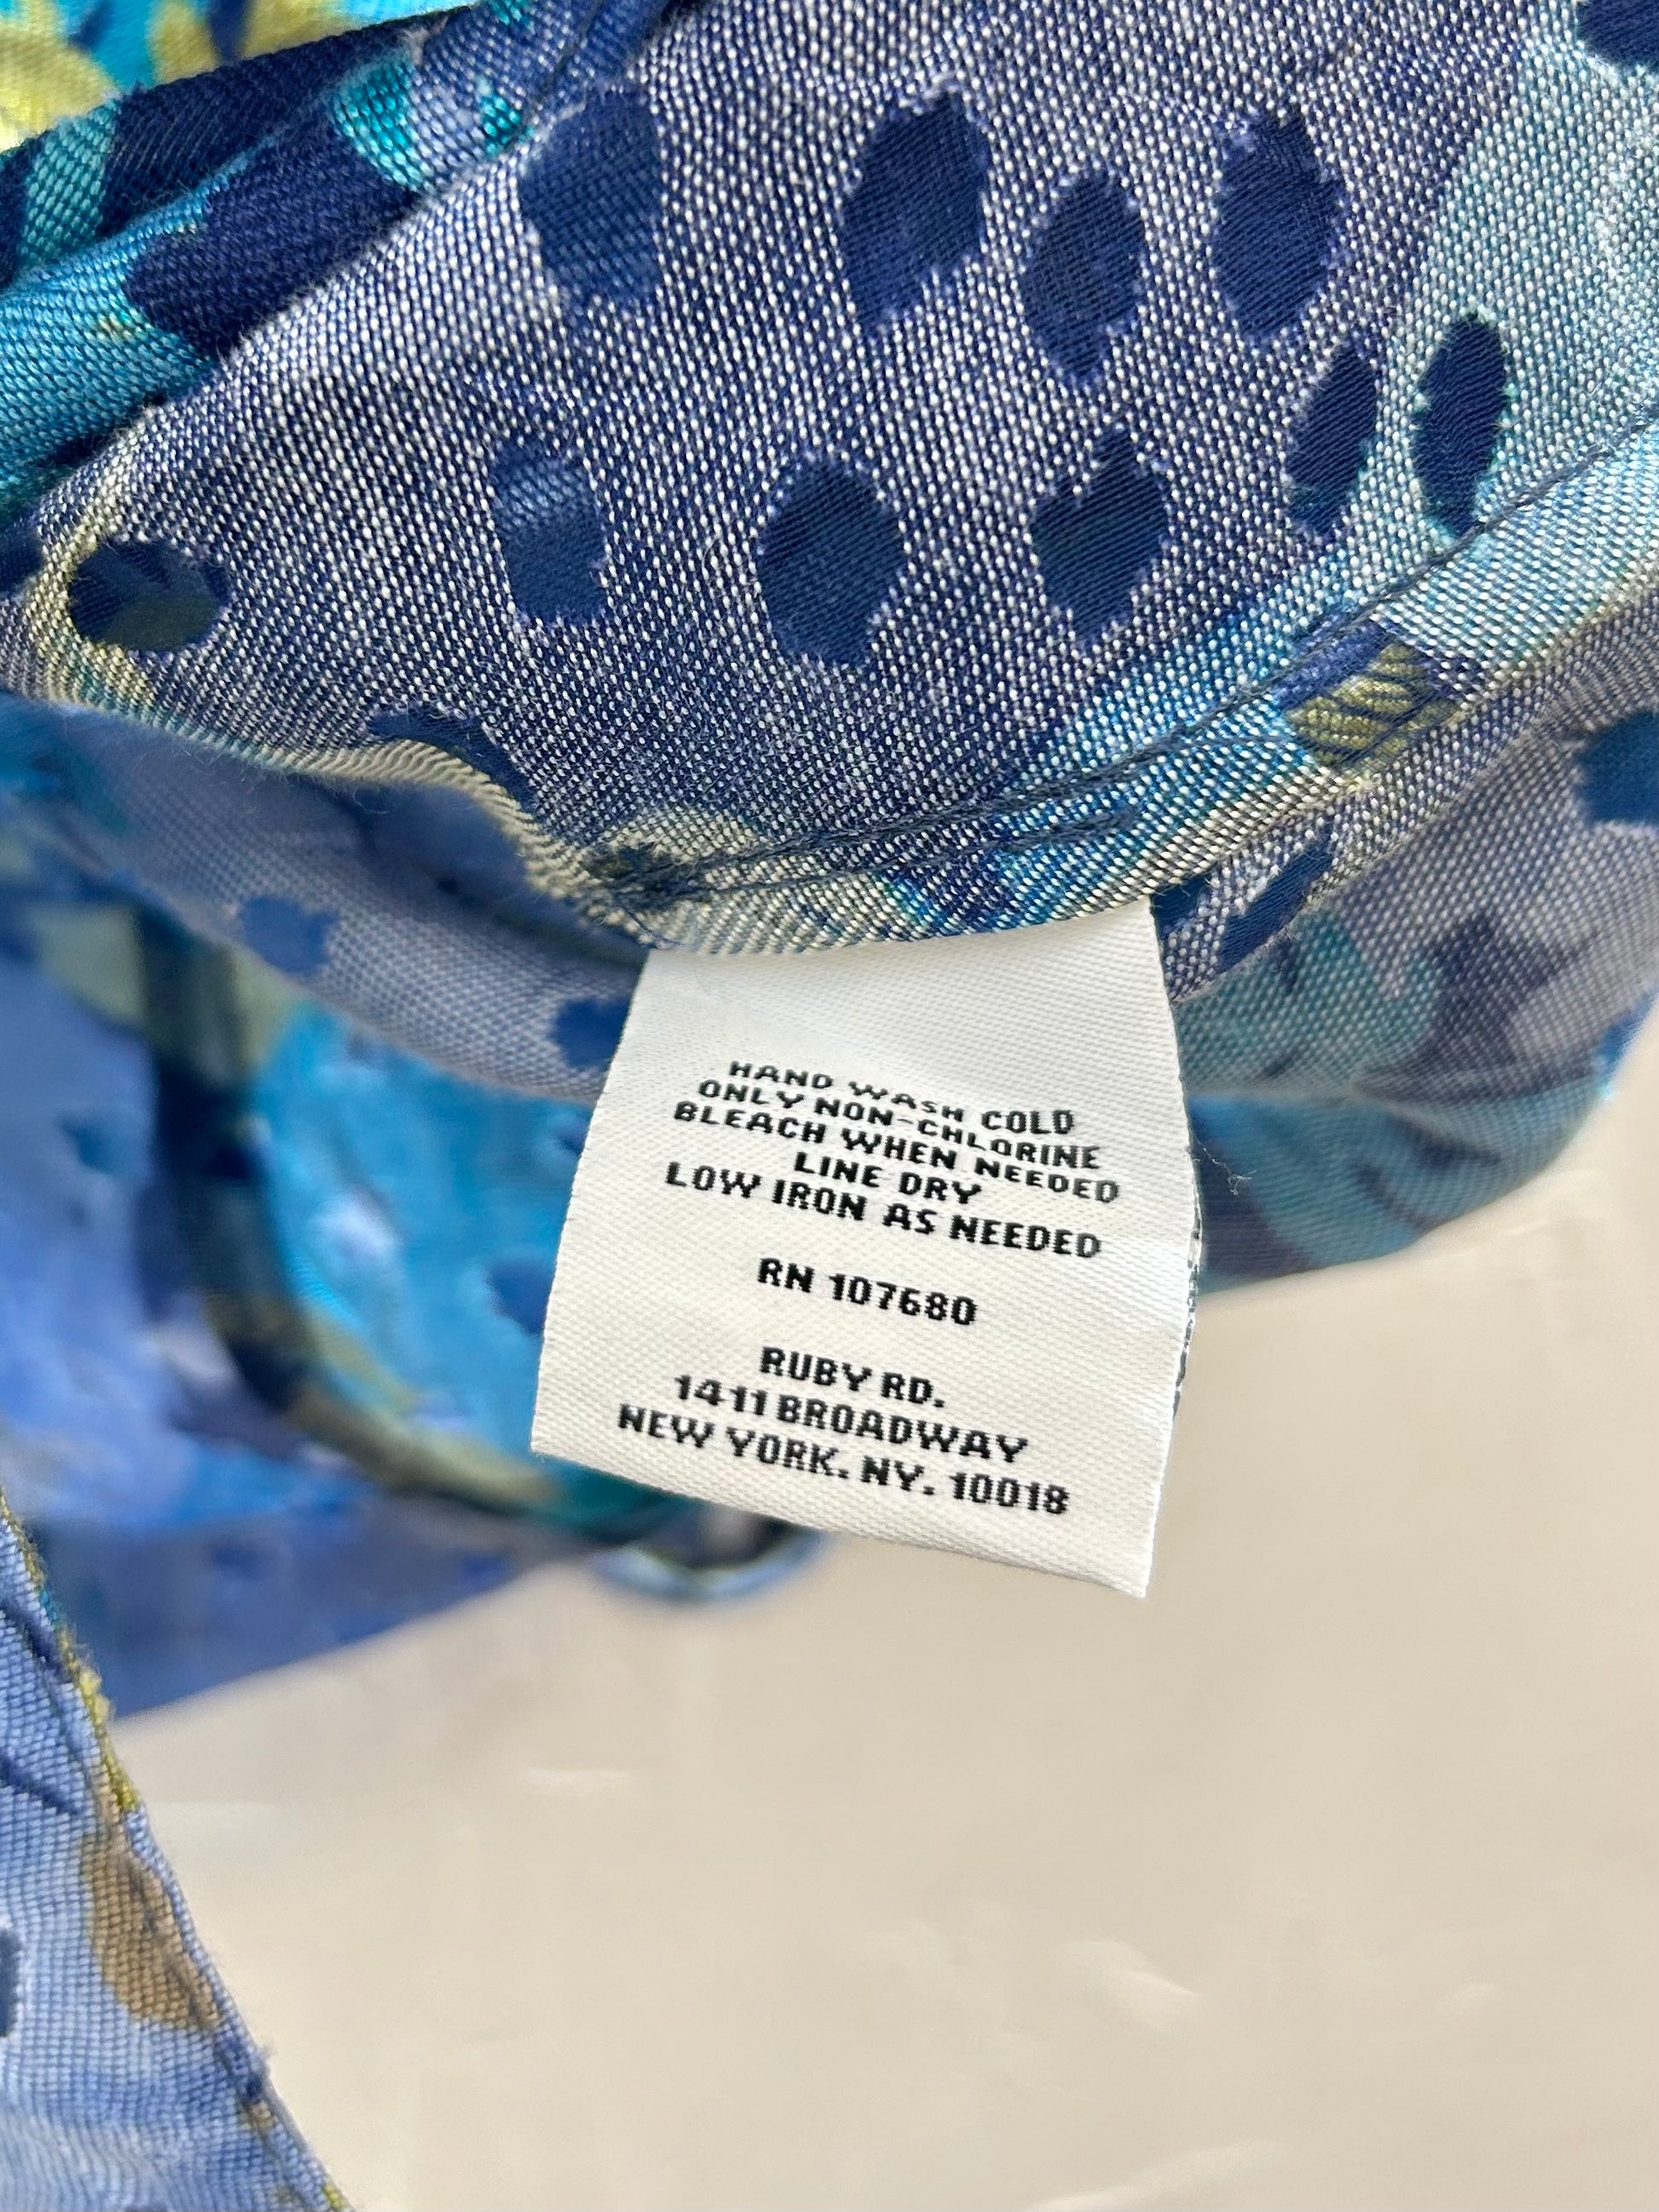 HAND WASH COLD
ONLY NON-CHLORINE
BLEACH WHEN NEEDED
LINE DRY
LOW IRON AS NEEDED
RN 107680
RUBY RD.
1411 BROADWAY
NEW YORK. NY. 10018